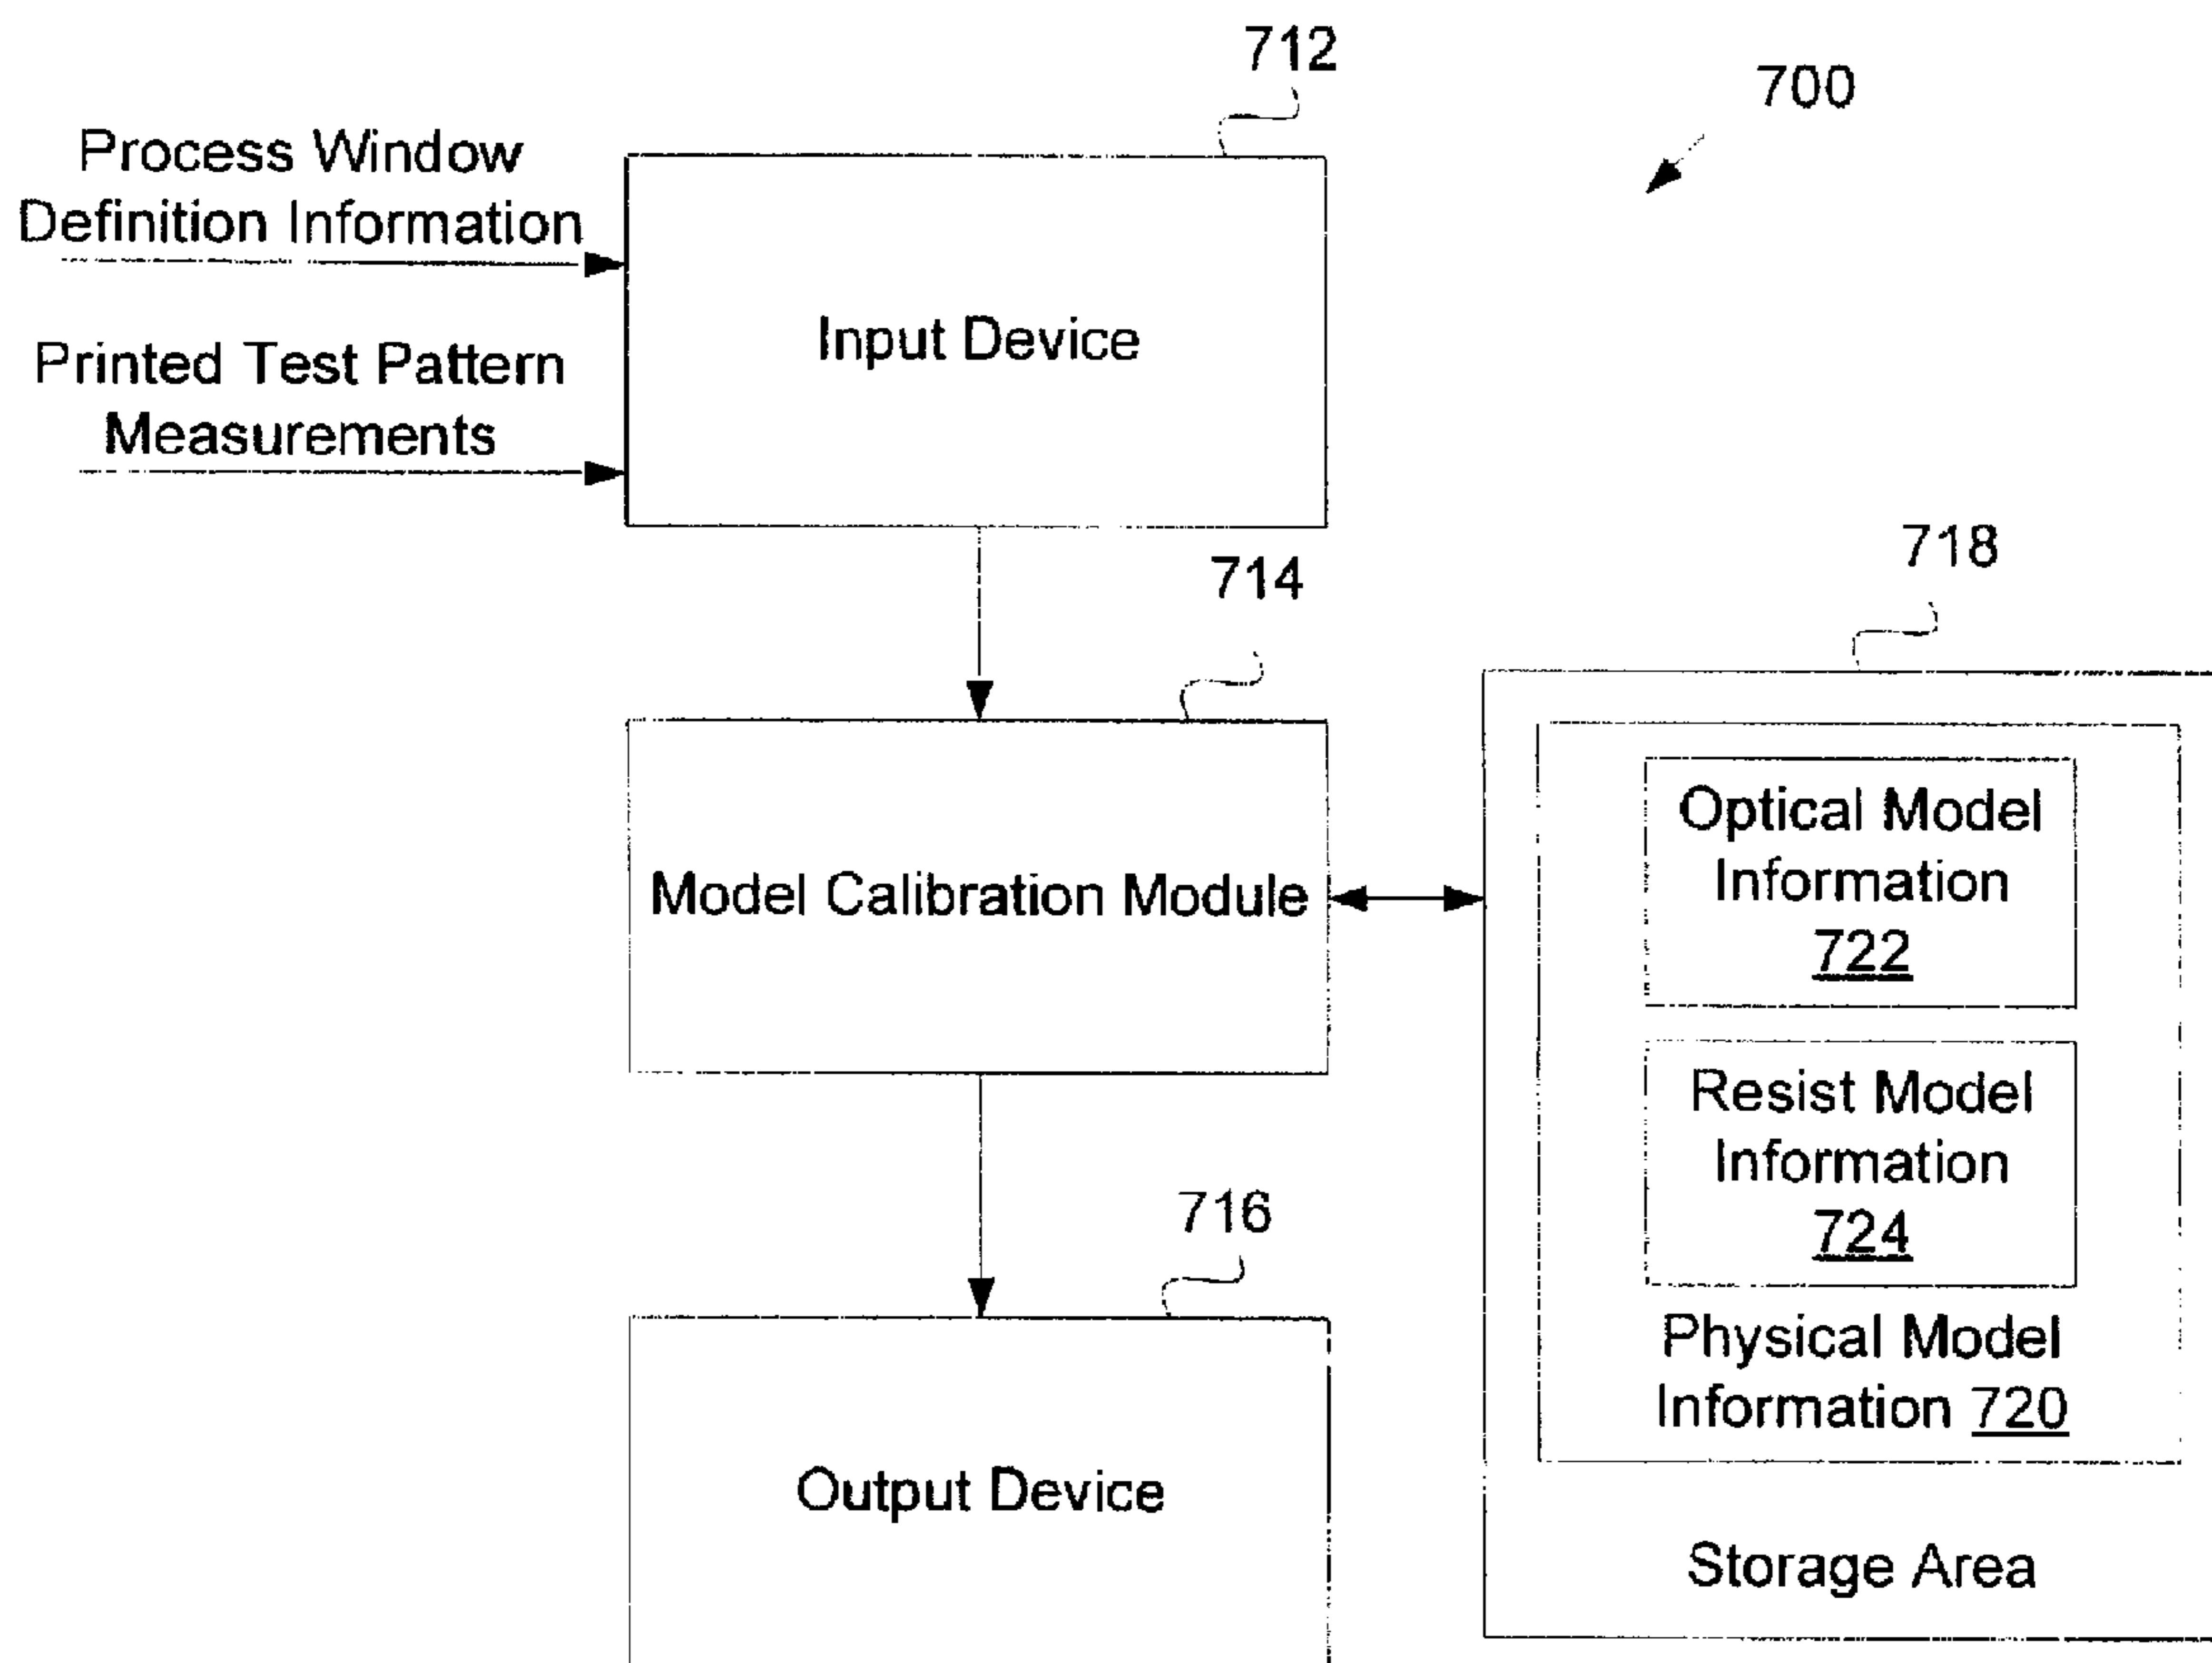 712
700
Process Window
Definition Information
Input Device
Printed Test Pattern
Measurements
718
714
Optical Model
Information
722
Model Calibration Module
Resist Model
Information
724
716
Physical Model
Information 720
Output Device
Storage Area